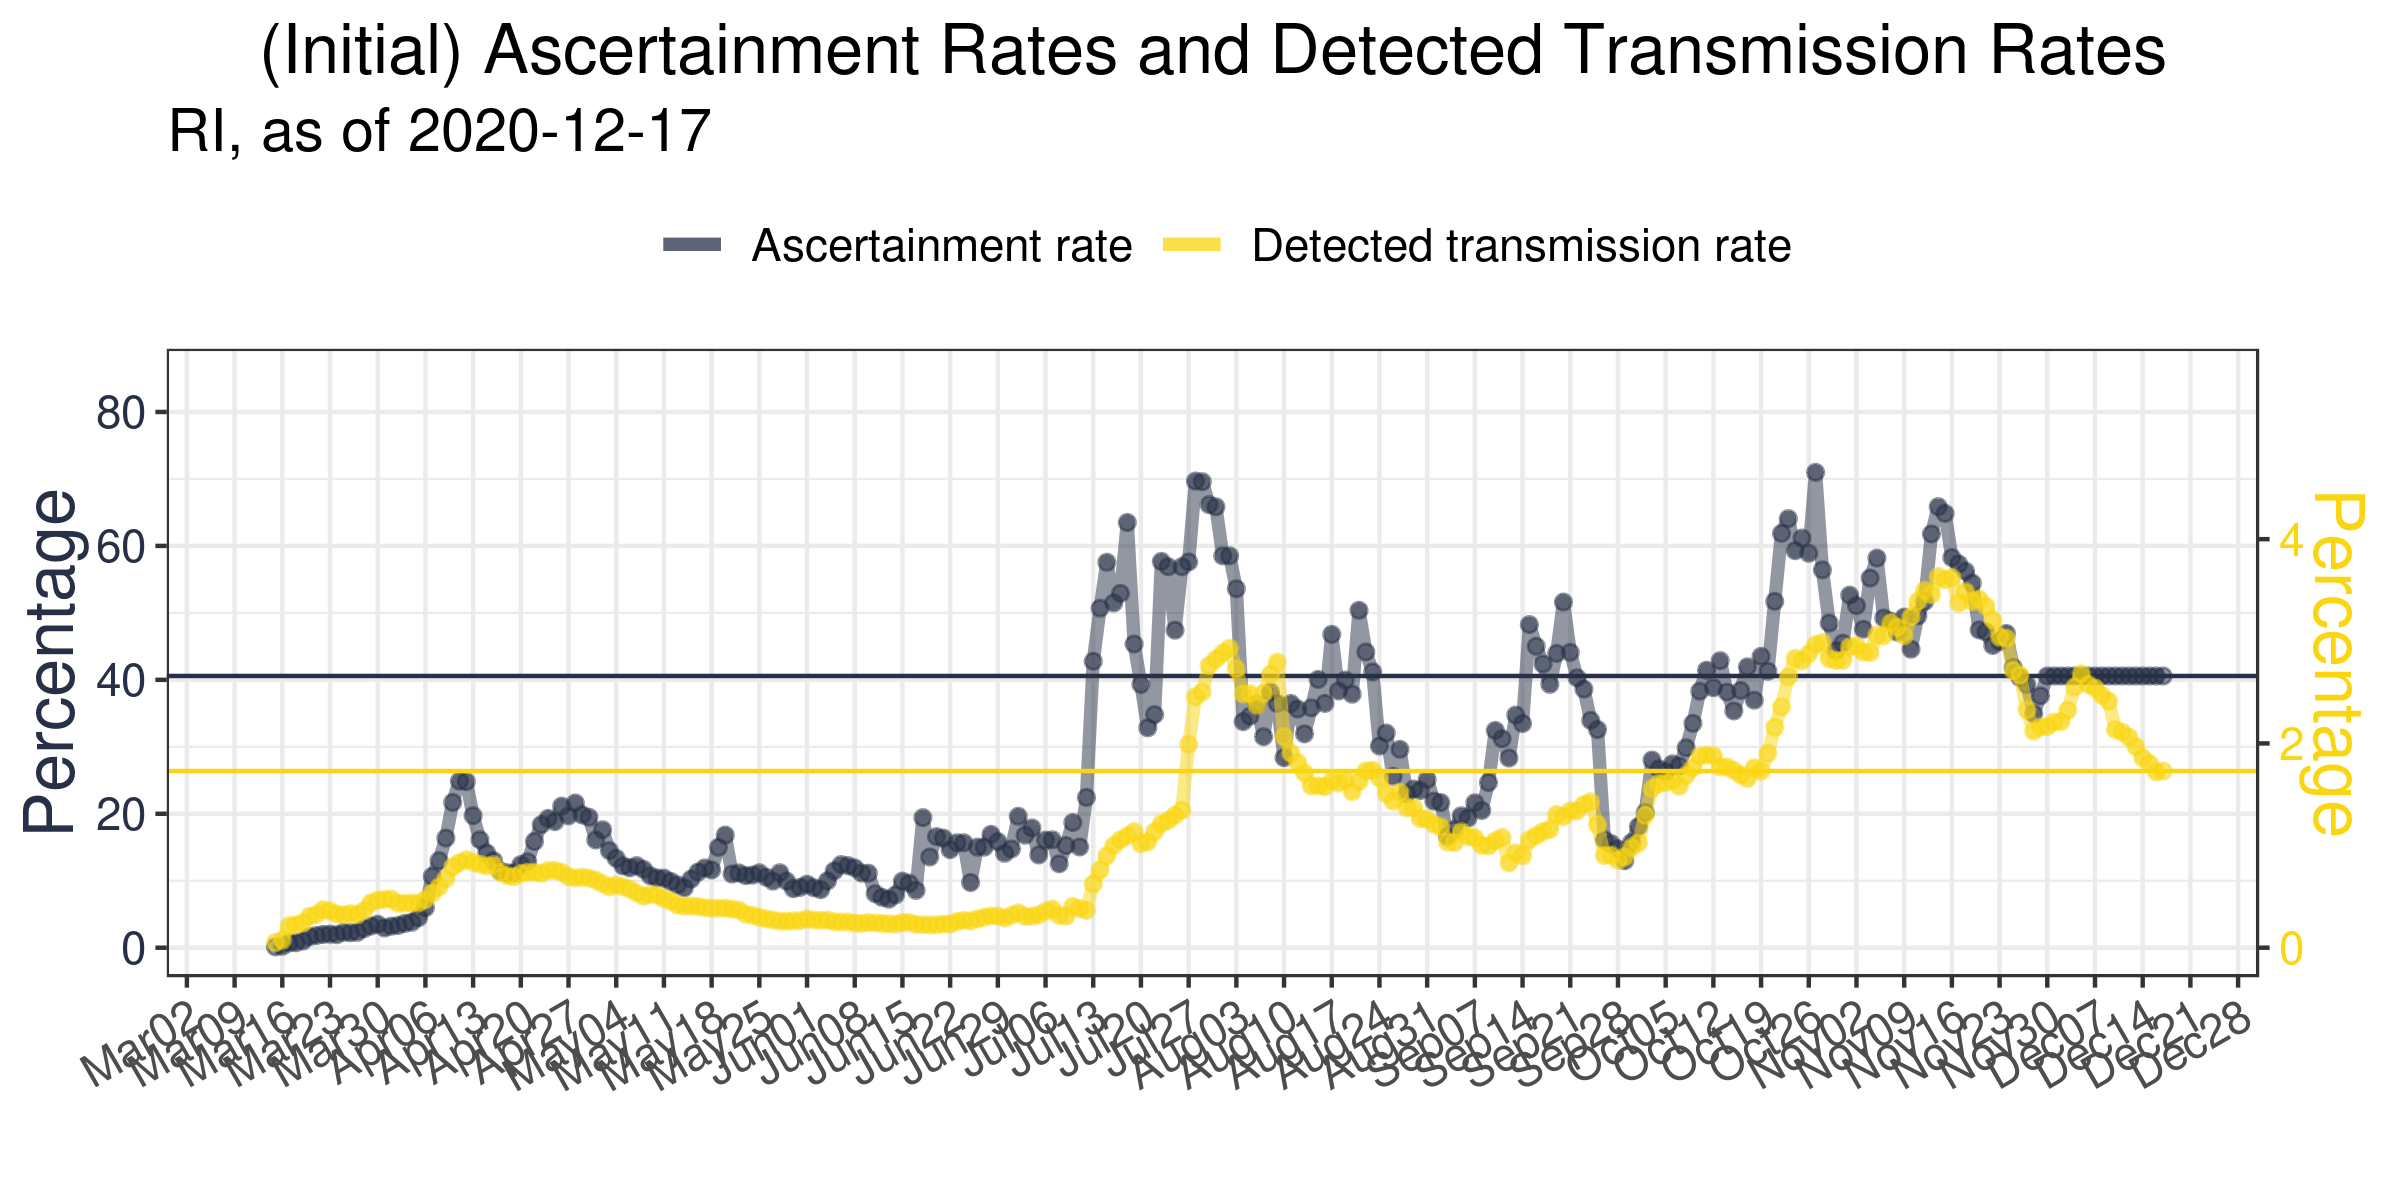 (Initial) Ascertainment Rates and Detected Transmission Rates
RI, as of 2020-12-17
Ascertainment rate
Detected transmission rate
Percentage
80
60
40
20
0
4
2
0
Percentage
Mar02
Mar09
Mar16
Mar23
Mar30
Apr06
Apr13
Apr20
Apr27
May04
May11
May18
May25
Jun01
Jun08
Jun15
Jun22
Jun29
Jul06
Jul13
Jul20
Jul27
Aug03
Aug10
Aug17
Aug24
Aug31
Sep07
Sep14
Sep21
Sep28
Oct05
Oct12
Oct19
Oct26
Nov02
Nov09
Nov16
Nov23
Nov30
Dec07
Dec14
Dec21
Dec28